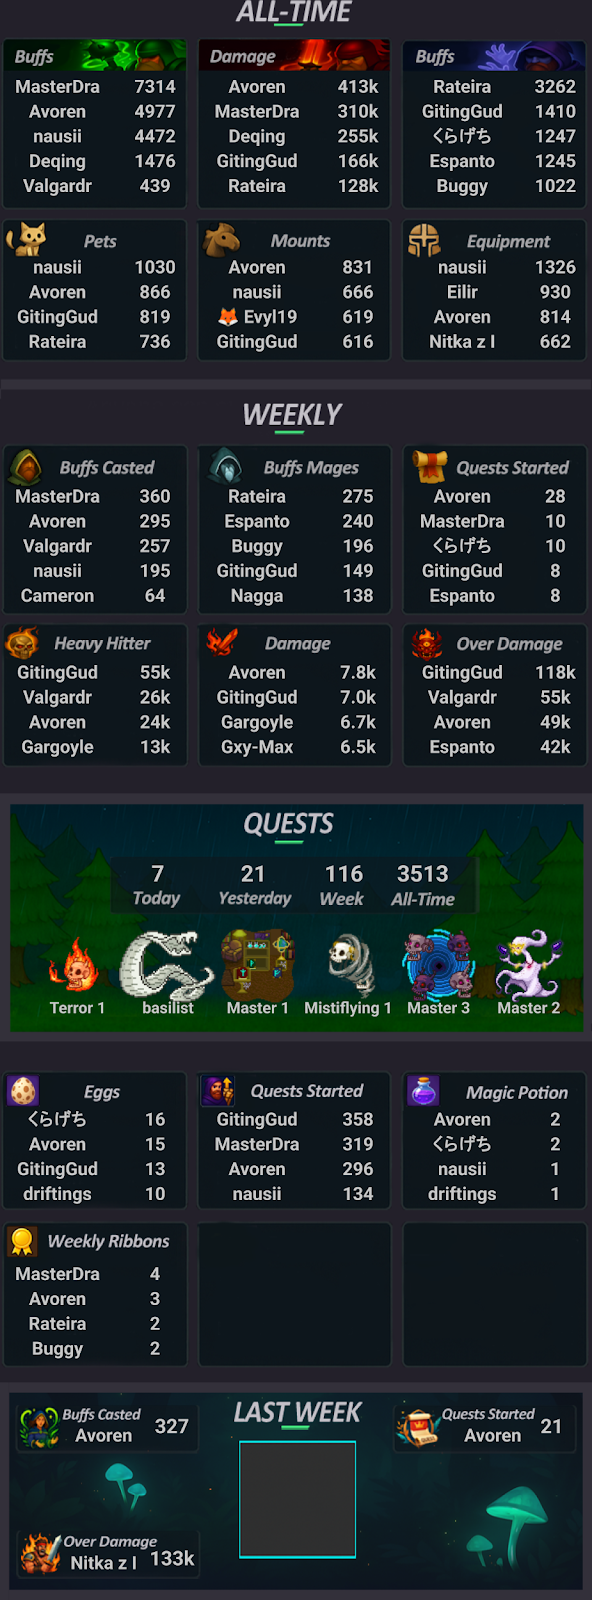 ALL-TIME
Buffs
MasterDra 7314
Avoren 4977
nausii 4472
Deqing 1476
Valgardr 439
Damage
Avoren 413k
MasterDra 310k
Deqing 255k
GitingGud 166k
Rateira 128k
Buffs
Rateira 3262
GitingGud 1410
くらげち 1247
Espanto 1245
Buggy 1022
Pets
nausii 1030
Avoren 866
GitingGud 819
Rateira 736
Mounts
Avoren 831
nausii 666
🦊 Evyl19 619
GitingGud 616
Equipment
nausii 1326
Eilir 930
Avoren 814
Nitka z l 662
WEEKLY
Buffs Casted
MasterDra 360
Avoren 295
Valgardr 257
nausii 195
Cameron 64
Buffs Mages
Rateira 275
Espanto 240
Buggy 196
GitingGud 149
Nagga 138
Quests Started
Avoren 28
MasterDra 10
くらげち 10
GitingGud 8
Espanto 8
Heavy Hitter
GitingGud 55k
Valgardr 26k
Avoren 24k
Gargoyle 13k
Damage
Avoren 7.8k
GitingGud 7.0k
Gargoyle 6.7k
Gxy-Max 6.5k
Over Damage
GitingGud 118k
Valgardr 55k
Avoren 49k
Espanto 42k
QUESTS
7 21 116 3513
Today Yesterday Week All-Time
Terror 1 basilist Master 1 Mistiflying 1 Master 3 Master 2
Eggs
くらげち 16
Avoren 15
GitingGud 13
driftings 10
Quests Started
GitingGud 358
MasterDra 319
Avoren 296
nausii 134
Magic Potion
Avoren 2
くらげち 2
nausii 1
driftings 1
Weekly Ribbons
MasterDra 4
Avoren 3
Rateira 2
Buggy 2
LAST WEEK
Buffs Casted
Avoren 327
Quests Started
Avoren 21
Over Damage
Nitka z l 133k